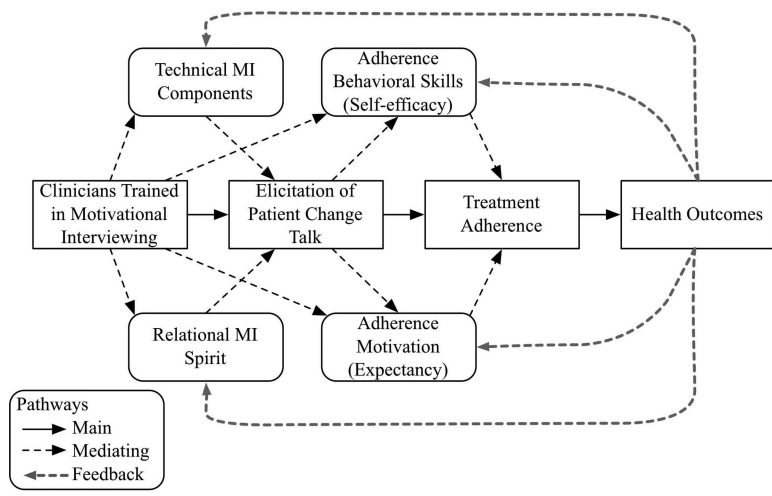 Technical MI
Components
Adherence
Behavioral Skills
(Self-efficacy)
Clinicians Trained
in Motivational
Interviewing
Elicitation of
Patient Change
Talk
Treatment
Adherence
Health Outcomes
Relational MI
Spirit
Adherence
Motivation
(Expectancy)
Pathways
Main
Mediating
Feedback